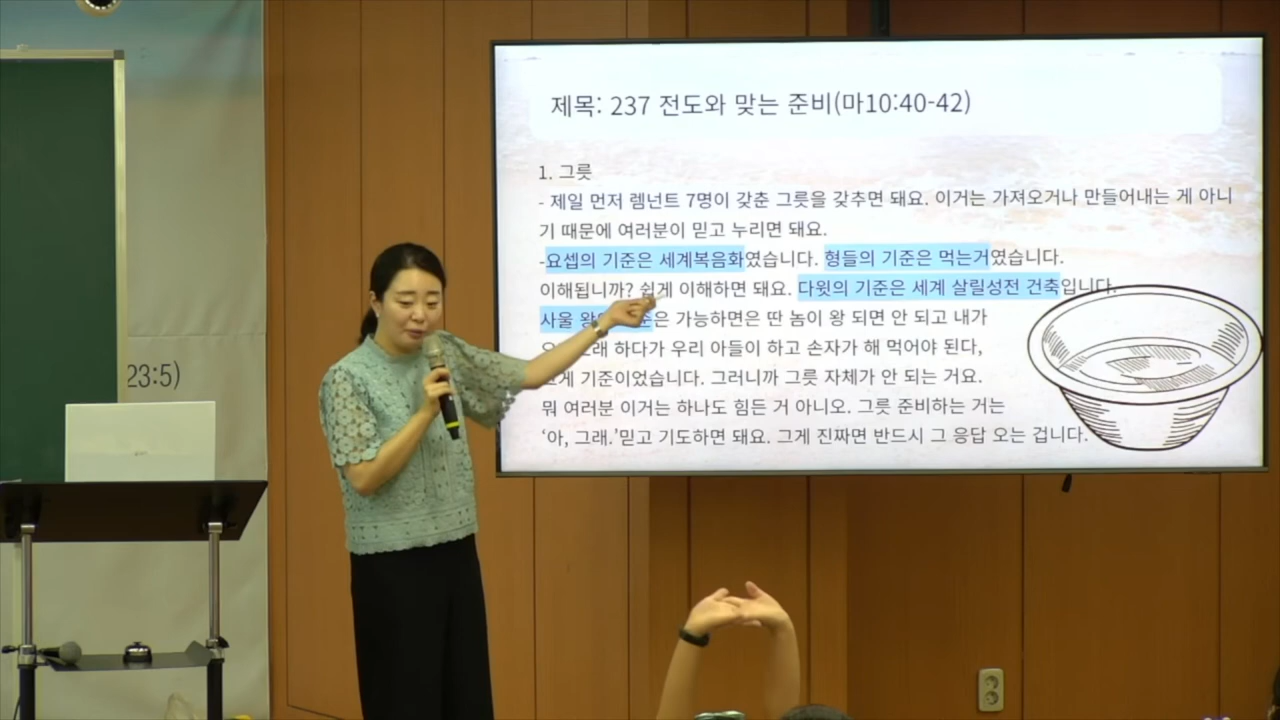 제목: 237 전도와 맞는 준비(마10:40-42)
1. 그릇
- 제일 먼저 렘넌트 7명이 갖춘 그릇을 갖추면 돼요. 이거는 가져오거나 만들어내는 게 아니
기 때문에 여러분이 믿고 누리면 돼요.
-요셉의 기준은 세계복음화였습니다. 형들의 기준은 먹는거였습니다.
이해됩니까? 쉽게 이해하면 돼요. 다윗의 기준은 세계 살릴성전 건축입니다.
사울 은 가능하면은 딴 놈이 왕 되면 안 되고 내가
하다가 우리 아들이 하고 손자가 해 먹어야 된다,
기준이었습니다. 그러니까 그릇 자체가 안 되는 거요.
뭐 여러분 이거는 하나도 힘든 거 아니오. 그릇 준비하는 거는
‘아, 그래.’믿고 기도하면 돼요. 그게 진짜면 반드시 그 응답 오는 겁니다.
23:5)